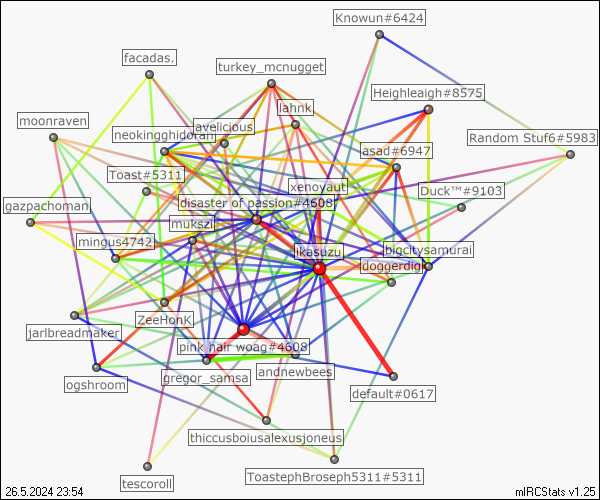 Knowun#6424
facadas.
turkey_mcnugget
Heighleaigh#8575
lahnk
moonraven
avelicious
neokingghidorah
Random Stuf6#5983
asad#6947
Toast#5311
xenoyaut
Duck™#9103
disaster of passion#4608
gazpachoman
mukszi
mingus4742
ikasuzu
bigcitysamurai
doggerdigit
ZeeHonK
jarlbreadmaker
pink hair woag#4608
andnewbees
gregor_samsa
ogshroom
default#0617
thiccusboiusalexusjoneus
ToastephBroseph5311#5311
tescoroll
26.5.2024 23:54
mIRCStats v1.25